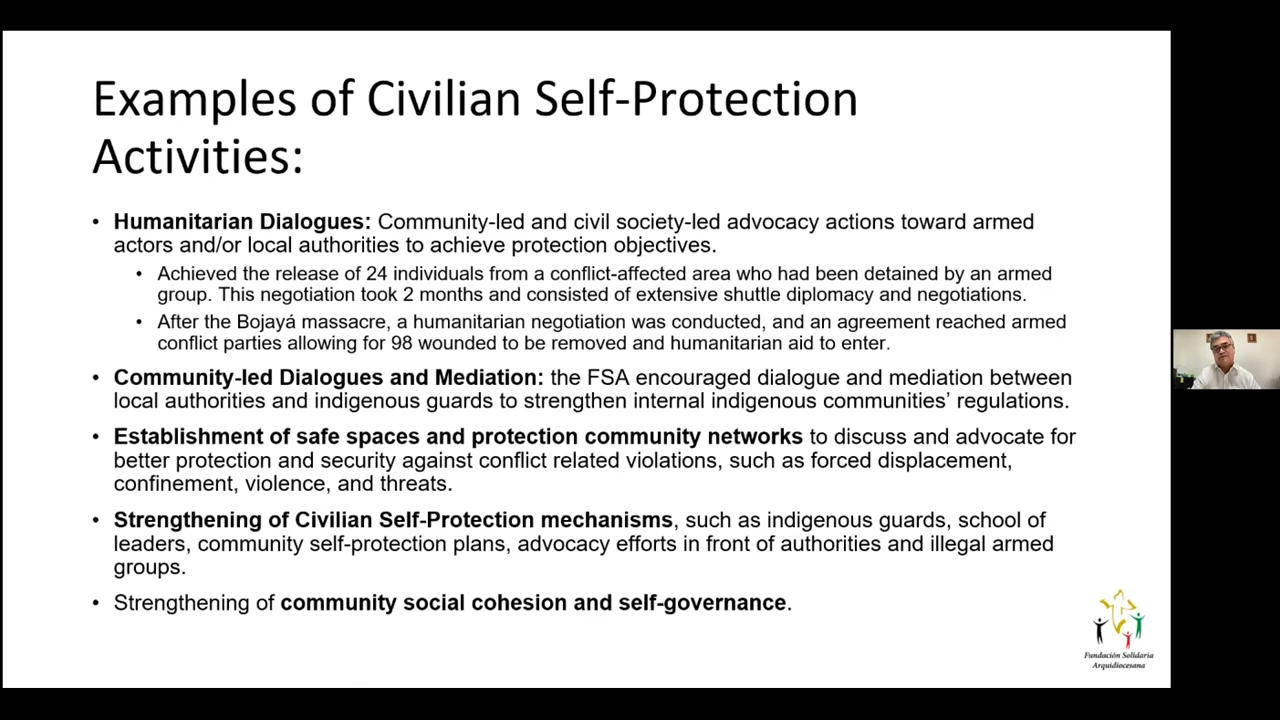 Examples of Civilian Self-Protection
Activities:
• Humanitarian Dialogues: Community-led and civil society-led advocacy actions toward armed
actors and/or local authorities to achieve protection objectives.
• Achieved the release of 24 individuals from a conflict-affected area who had been detained by an armed
group. This negotiation took 2 months and consisted of extensive shuttle diplomacy and negotiations.
• After the Bojayá massacre, a humanitarian negotiation was conducted, and an agreement reached armed
conflict parties allowing for 98 wounded to be removed and humanitarian aid to enter.
• Community-led Dialogues and Mediation: the FSA encouraged dialogue and mediation between
local authorities and indigenous guards to strengthen internal indigenous communities’ regulations.
• Establishment of safe spaces and protection community networks to discuss and advocate for
better protection and security against conflict related violations, such as forced displacement,
confinement, violence, and threats.
• Strengthening of Civilian Self-Protection mechanisms, such as indigenous guards, school of
leaders, community self-protection plans, advocacy efforts in front of authorities and illegal armed
groups.
• Strengthening of community social cohesion and self-governance.
Fundación Solidaria
Arquidiocesana